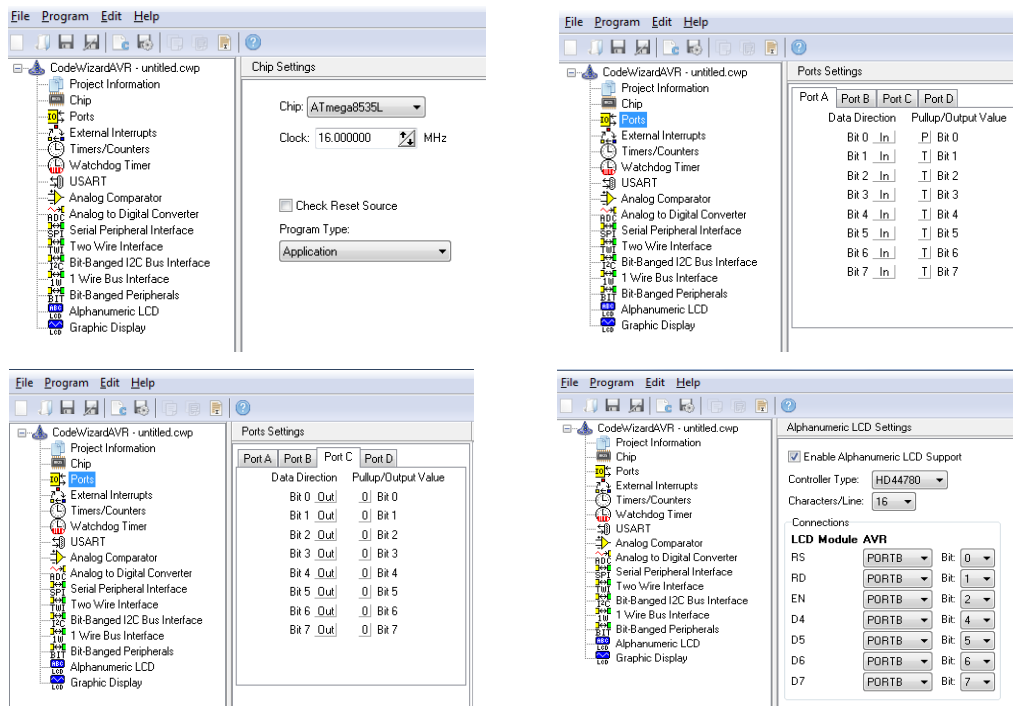 File Program Edit Help
CodeWizardAVR - untitled.cwp
Project Information
Chip
Ports
External Interrupts
Timers/Counters
Watchdog Timer
USART
Analog Comparator
Analog to Digital Converter
Serial Peripheral Interface
Two Wire Interface
Bit-Banged I2C Bus Interface
1 Wire Bus Interface
Bit-Banged Peripherals
Alphanumeric LCD
Graphic Display
Chip Settings
Chip: ATmega8535L
Clock: 16.000000 MHz
Check Reset Source
Program Type:
Application
File Program Edit Help
CodeWizardAVR - untitled.cwp
Project Information
Chip
Ports
External Interrupts
Timers/Counters
Watchdog Timer
USART
Analog Comparator
Analog to Digital Converter
Serial Peripheral Interface
Two Wire Interface
Bit-Banged I2C Bus Interface
1 Wire Bus Interface
Bit-Banged Peripherals
Alphanumeric LCD
Graphic Display
Ports Settings
Port A Port B Port C Port D
Data Direction Pullup/Output Value
Bit 0 In P Bit 0
Bit 1 In T Bit 1
Bit 2 In T Bit 2
Bit 3 In T Bit 3
Bit 4 In T Bit 4
Bit 5 In T Bit 5
Bit 6 In T Bit 6
Bit 7 In T Bit 7
File Program Edit Help
CodeWizardAVR - untitled.cwp
Project Information
Chip
Ports
External Interrupts
Timers/Counters
Watchdog Timer
USART
Analog Comparator
Analog to Digital Converter
Serial Peripheral Interface
Two Wire Interface
Bit-Banged I2C Bus Interface
1 Wire Bus Interface
Bit-Banged Peripherals
Alphanumeric LCD
Graphic Display
Ports Settings
Port A Port B Port C Port D
Data Direction Pullup/Output Value
Bit 0 Out 0 Bit 0
Bit 1 Out 0 Bit 1
Bit 2 Out 0 Bit 2
Bit 3 Out 0 Bit 3
Bit 4 Out 0 Bit 4
Bit 5 Out 0 Bit 5
Bit 6 Out 0 Bit 6
Bit 7 Out 0 Bit 7
File Program Edit Help
CodeWizardAVR - untitled.cwp
Project Information
Chip
Ports
External Interrupts
Timers/Counters
Watchdog Timer
USART
Analog Comparator
Analog to Digital Converter
Serial Peripheral Interface
Two Wire Interface
Bit-Banged I2C Bus Interface
1 Wire Bus Interface
Bit-Banged Peripherals
Alphanumeric LCD
Graphic Display
Alphanumeric LCD Settings
Enable Alphanumeric LCD Support
Controller Type: HD44780
Characters/Line: 16
Connections
LCD Module AVR
RS PORTB Bit: 0
RD PORTB Bit: 1
EN PORTB Bit: 2
D4 PORTB Bit: 4
D5 PORTB Bit: 5
D6 PORTB Bit: 6
D7 PORTB Bit: 7